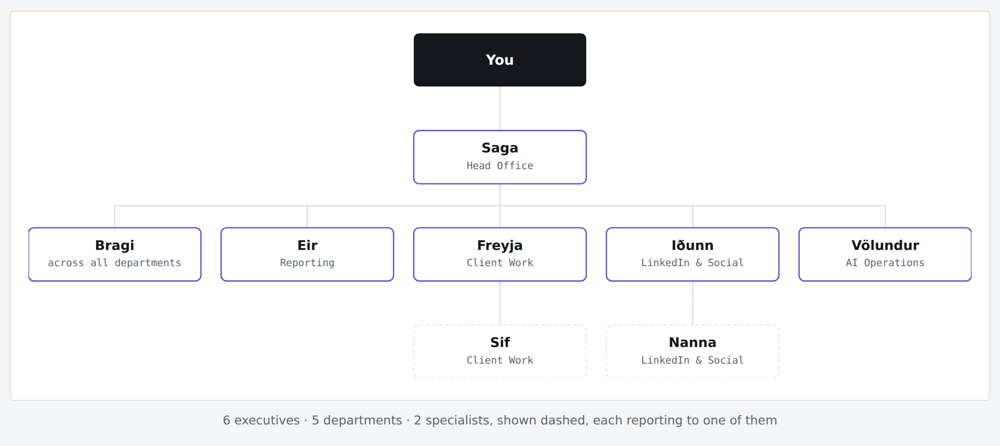 You
Saga
Head Office
Bragi
across all departments
Eir
Reporting
Freyja
Client Work
Iðunn
LinkedIn & Social
Völundur
AI Operations
Sif
Client Work
Nanna
LinkedIn & Social
6 executives · 5 departments · 2 specialists, shown dashed, each reporting to one of them